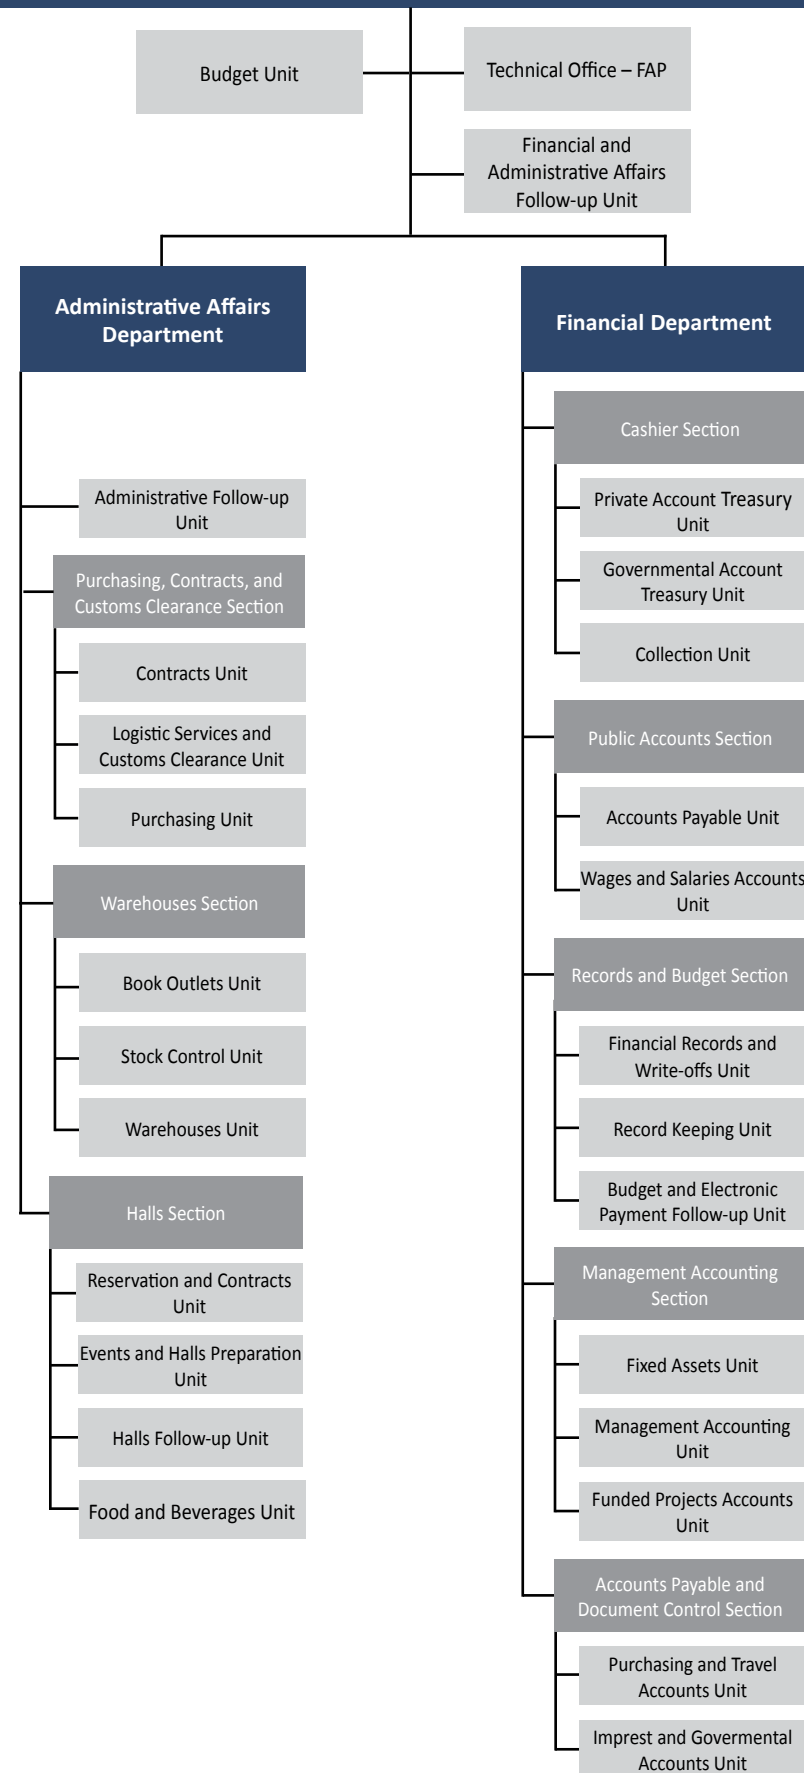 Budget Unit
Technical Office – FAP
Financial and
Administrative Affairs
Follow-up Unit
Administrative Affairs
Department
Administrative Follow-up
Unit
Purchasing, Contracts, and
Customs Clearance Section
Contracts Unit
Logistic Services and
Customs Clearance Unit
Purchasing Unit
Warehouses Section
Book Outlets Unit
Stock Control Unit
Warehouses Unit
Halls Section
Reservation and Contracts
Unit
Events and Halls Preparation
Unit
Halls Follow-up Unit
Food and Beverages Unit
Financial Department
Cashier Section
Private Account Treasury
Unit
Governmental Account
Treasury Unit
Collection Unit
Public Accounts Section
Accounts Payable Unit
Wages and Salaries Accounts
Unit
Records and Budget Section
Financial Records and
Write-offs Unit
Record Keeping Unit
Budget and Electronic
Payment Follow-up Unit
Management Accounting
Section
Fixed Assets Unit
Management Accounting
Unit
Funded Projects Accounts
Unit
Accounts Payable and
Document Control Section
Purchasing and Travel
Accounts Unit
Imprest and Govermental
Accounts Unit